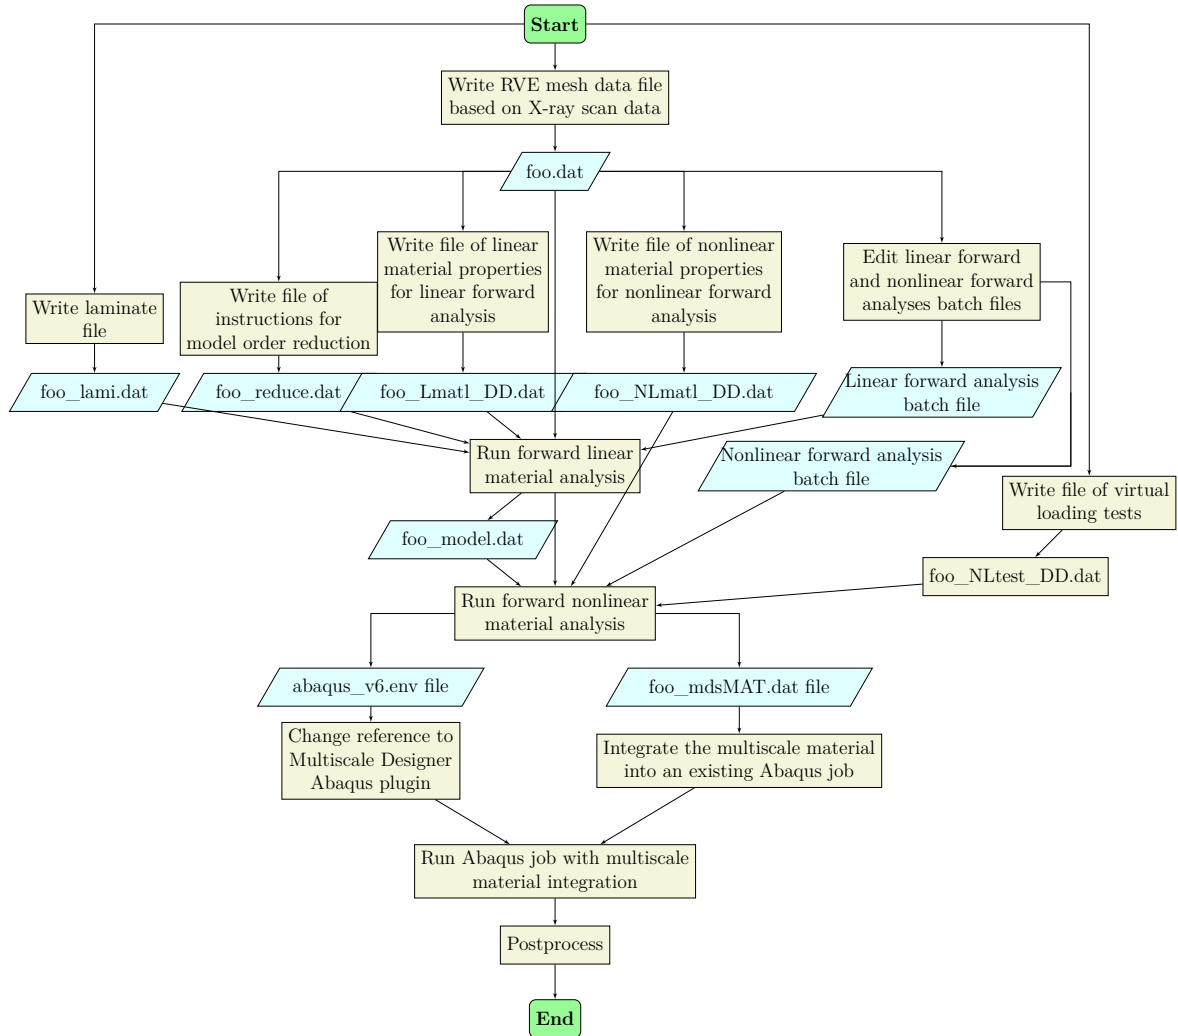 Start
Write RVE mesh data file
based on X-ray scan data
foo.dat
Write file of linear
material properties
for linear forward
analysis
Write file of nonlinear
material properties
for nonlinear forward
analysis
Edit linear forward
and nonlinear forward
analyses batch files
Write laminate
file
Write file of
instructions for
model order reduction
foo_lami.dat
foo_reduce.dat
foo_Lmatl_DD.dat
foo_NLmatl_DD.dat
Linear forward analysis
batch file
Run forward linear
material analysis
Nonlinear forward analysis
batch file
Write file of virtual
loading tests
foo_model.dat
foo_NLtest_DD.dat
Run forward nonlinear
material analysis
abaqus_v6.env file
foo_mdsMAT.dat file
Change reference to
Multiscale Designer
Abaqus plugin
Integrate the multiscale material
into an existing Abaqus job
Run Abaqus job with multiscale
material integration
Postprocess
End